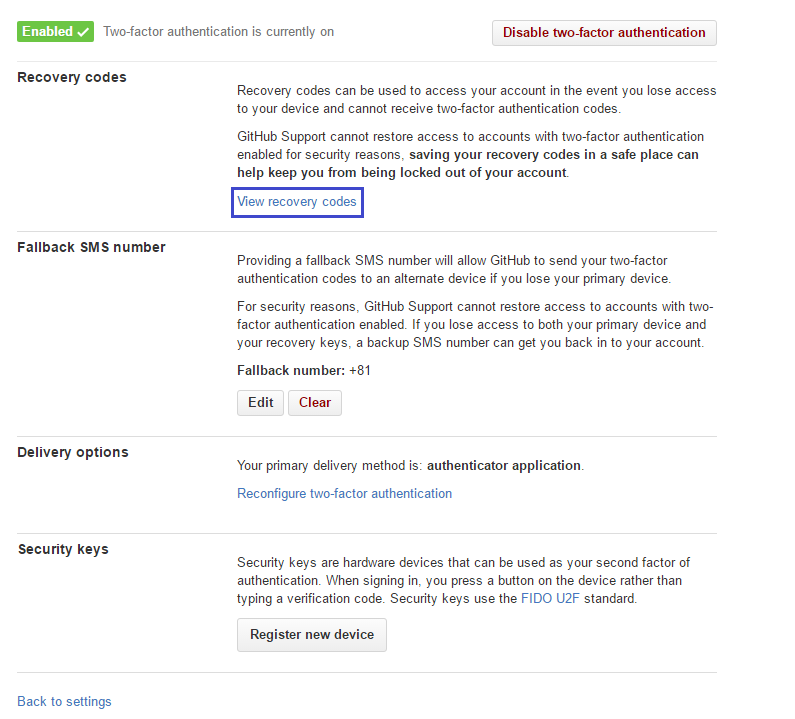 Enabled ✓ Two-factor authentication is currently on
Disable two-factor authentication
Recovery codes
Recovery codes can be used to access your account in the event you lose access
to your device and cannot receive two-factor authentication codes.
GitHub Support cannot restore access to accounts with two-factor authentication
enabled for security reasons, saving your recovery codes in a safe place can
help keep you from being locked out of your account.
View recovery codes
Fallback SMS number
Providing a fallback SMS number will allow GitHub to send your two-factor
authentication codes to an alternate device if you lose your primary device.
For security reasons, GitHub Support cannot restore access to accounts with two-
factor authentication enabled. If you lose access to both your primary device and
your recovery keys, a backup SMS number can get you back in to your account.
Fallback number: +81
Edit
Clear
Delivery options
Your primary delivery method is: authenticator application.
Reconfigure two-factor authentication
Security keys
Security keys are hardware devices that can be used as your second factor of
authentication. When signing in, you press a button on the device rather than
typing a verification code. Security keys use the FIDO U2F standard.
Register new device
Back to settings